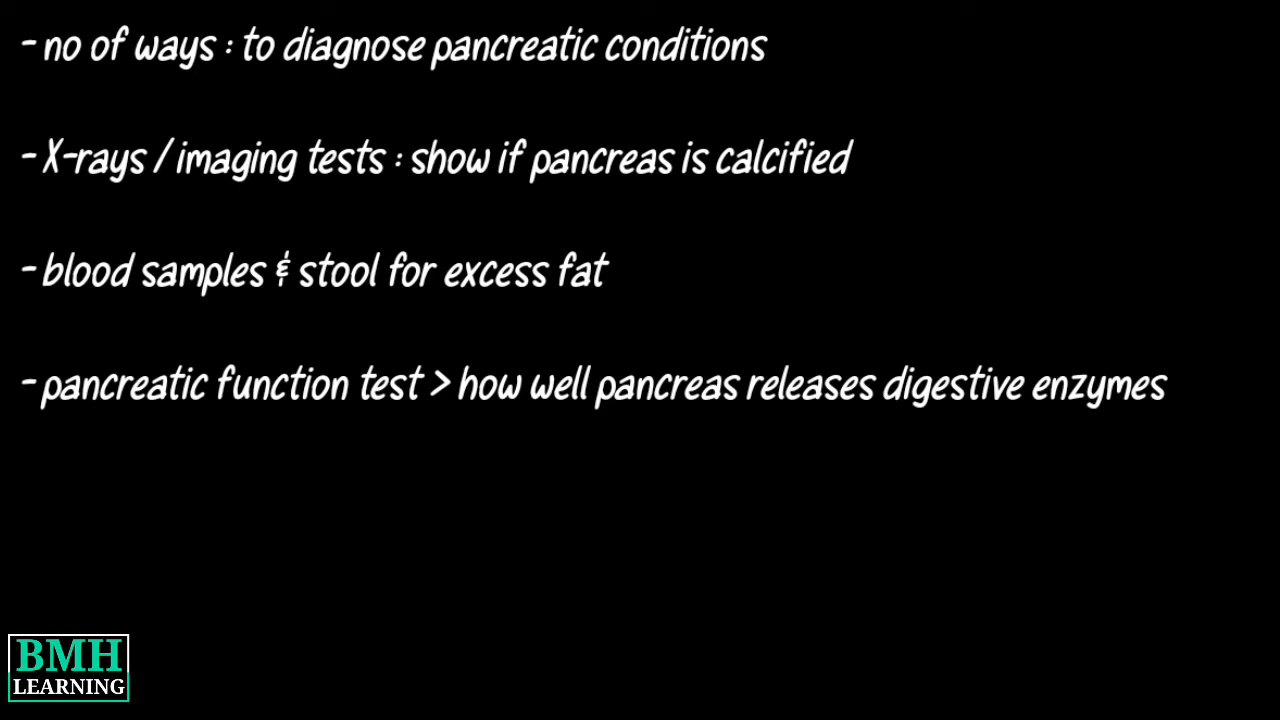 - no of ways : to diagnose pancreatic conditions
- X-rays / imaging tests : show if pancreas is calcified
- blood samples & stool for excess fat
- pancreatic function test > how well pancreas releases digestive enzymes
BMH
LEARNING